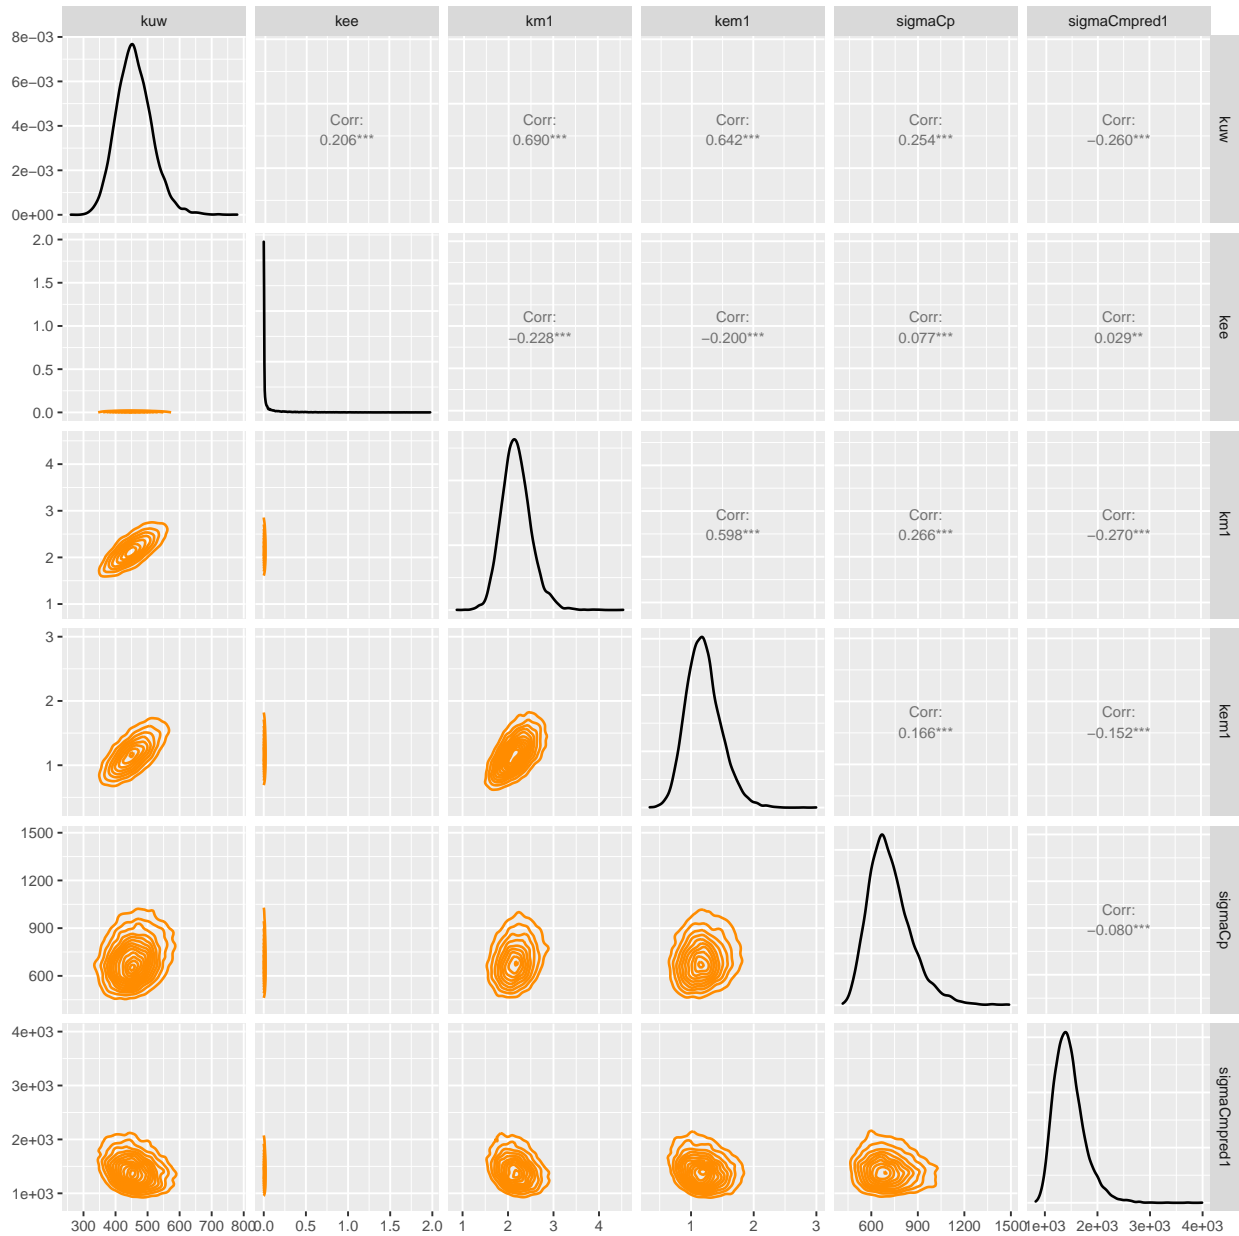 kuw kee km1 kem1 sigmaCp sigmaCmpred1
8e−03
6e−03
4e−03
2e−03
0e+00
Corr:
0.206***
Corr:
0.690***
Corr:
0.642***
Corr:
0.254***
Corr:
−0.260***
kuw
2.0
1.5
1.0
0.5
0.0
Corr:
−0.228***
Corr:
−0.200***
Corr:
0.077***
Corr:
0.029**
kee
4
3
2
1
Corr:
0.598***
Corr:
0.266***
Corr:
−0.270***
km1
3
2
1
Corr:
0.166***
Corr:
−0.152***
kem1
1500
1200
900
600
Corr:
−0.080***
sigmaCp
4e+03
3e+03
2e+03
1e+03
sigmaCmpred1
300 400 500 600 700 800 0.0 0.5 1.0 1.5 2.0 1 2 3 4 1 2 3 600 900 1200 1500 1e+03 2e+03 3e+03 4e+03